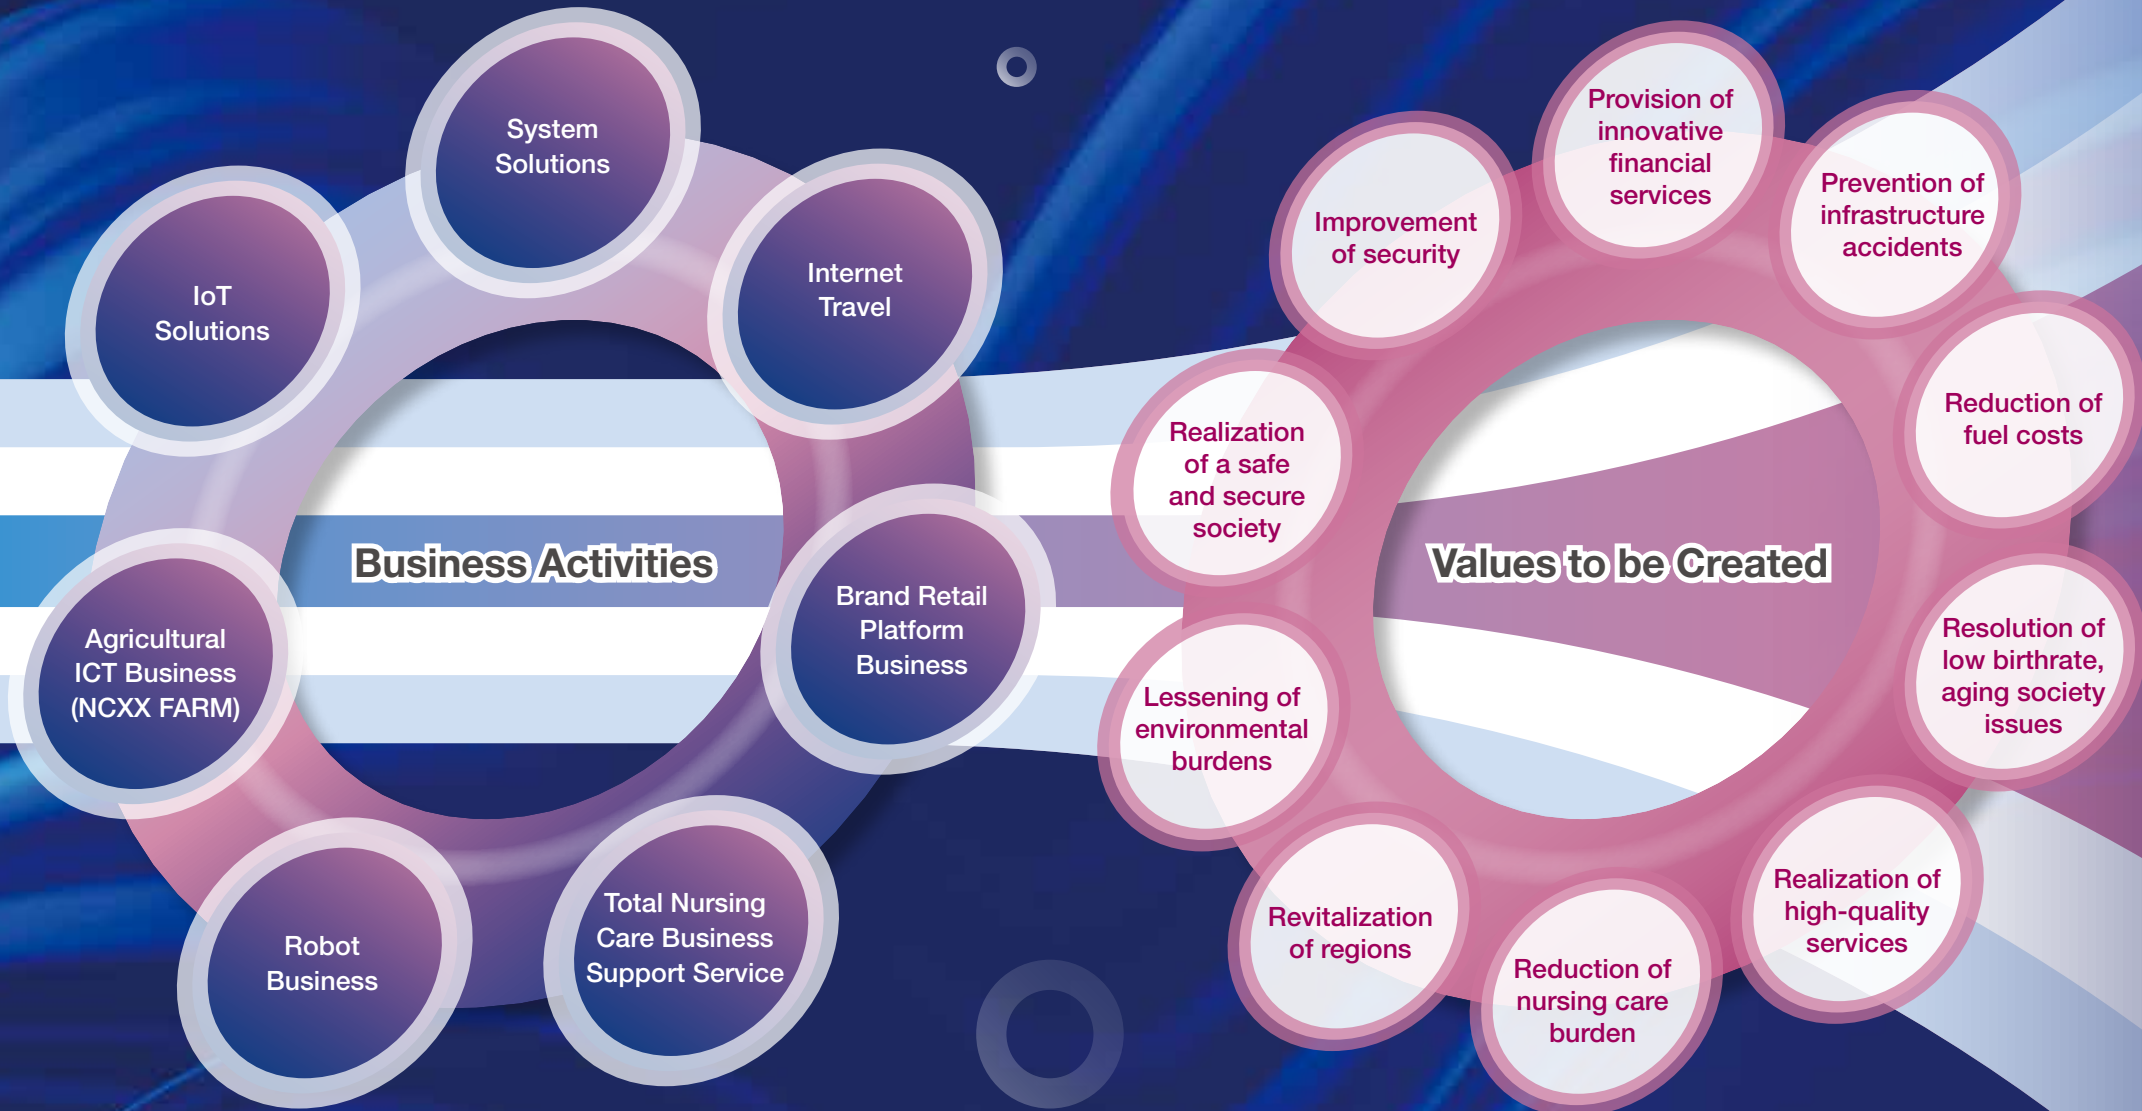 System
Solutions
IoT
Solutions
Internet
Travel
Business Activities
Brand Retail
Platform
Business
Agricultural
ICT Business
(NCXX FARM)
Robot
Business
Total Nursing
Care Business
Support Service
Provision of
innovative
financial
services
Prevention of
infrastructure
accidents
Improvement
of security
Reduction of
fuel costs
Realization
of a safe
and secure
society
Values to be Created
Resolution of
low birthrate,
aging society
issues
Lessening of
environmental
burdens
Realization of
high-quality
services
Revitalization
of regions
Reduction of
nursing care
burden